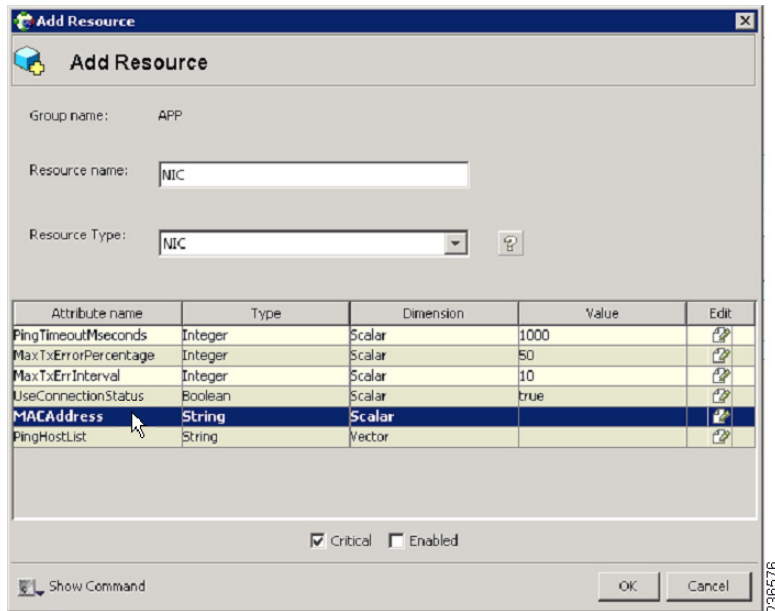 Add Resource
Add Resource
Group name: APP
Resource name: NIC
Resource Type: NIC
Attribute name Type Dimension Value Edit
PingTimeoutMseconds Integer Scalar 1000
MaxTxErrorPercentage Integer Scalar 50
MaxTxErrInterval Integer Scalar 10
UseConnectionStatus Boolean Scalar true
MACAddress String Scalar
PingHostList String Vector
Critical Enabled
Show Command OK Cancel